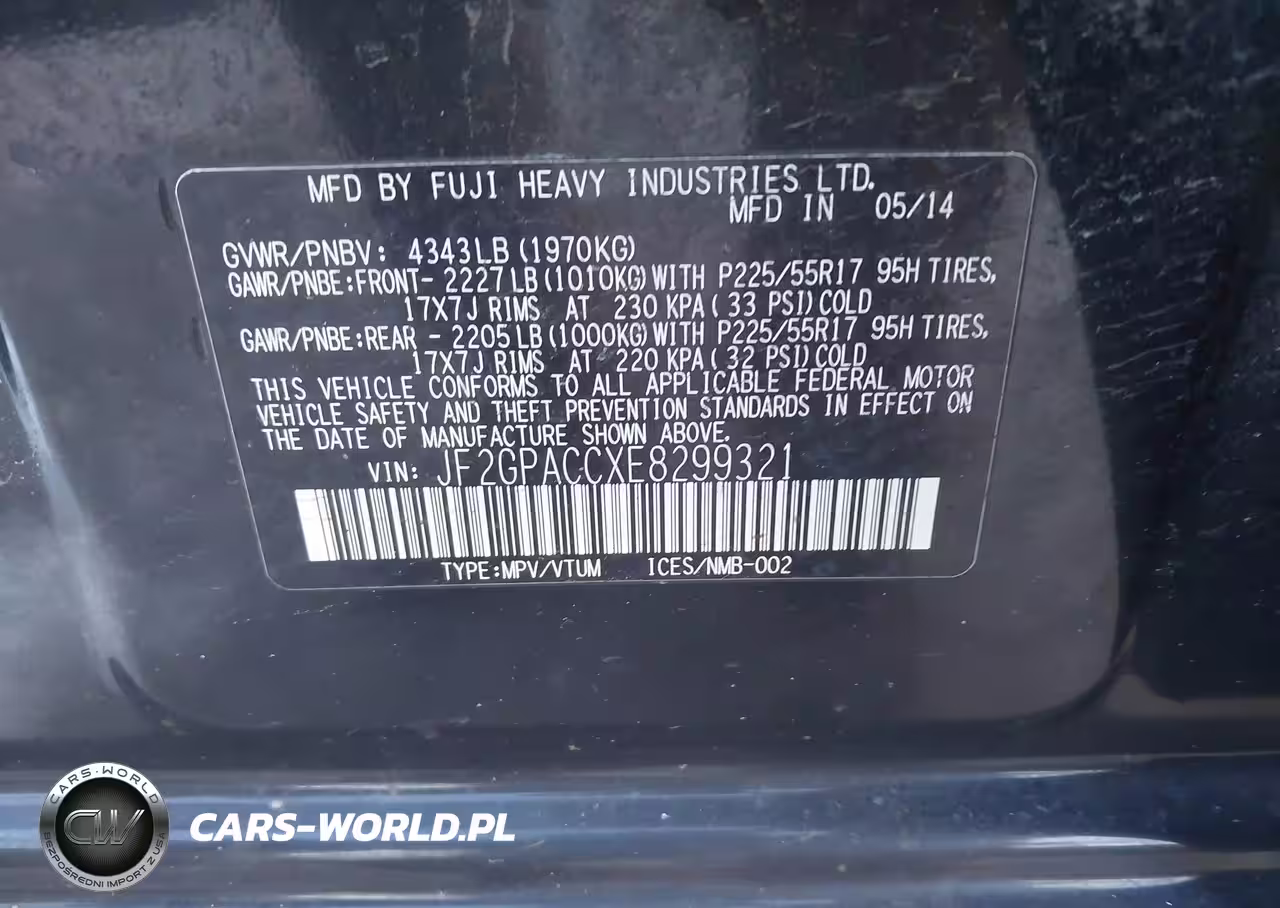 MFD BY FUJI HEAVY INDUSTRIES LTD.
MFD IN 05/14
GVWR/PNBV: 4343LB (1970KG)
GAWR/PNBE:FRONT- 2227LB (1010KG) WITH P225/55R17 95H TIRES,
17X7J RIMS AT 230 KPA ( 33 PSI) COLD
GAWR/PNBE:REAR - 2205LB (1000KG) WITH P225/55R17 95H TIRES,
17X7J RIMS AT 220 KPA ( 32 PSI) COLD
THIS VEHICLE CONFORMS TO ALL APPLICABLE FEDERAL MOTOR
VEHICLE SAFETY AND THEFT PREVENTION STANDARDS IN EFFECT ON
THE DATE OF MANUFACTURE SHOWN ABOVE.
VIN: JF2GPACCXE8299321
TYPE:MPV/VTUM ICES/NMB-002
CARS-WORLD
CW
BEZPOŚREDNI IMPORT Z USA
CARS-WORLD.PL